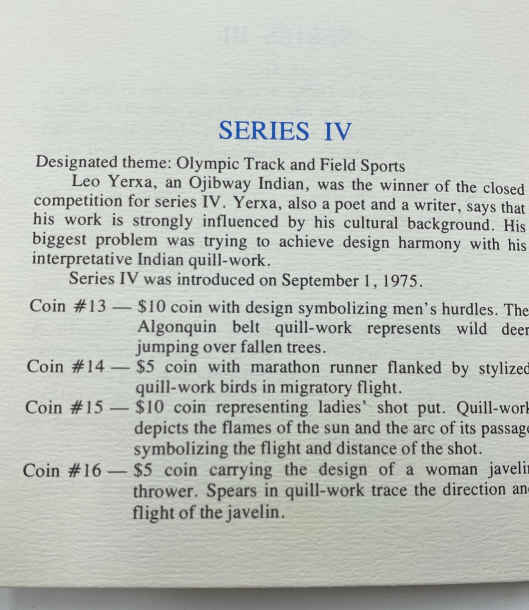 SERIES IV
Designated theme: Olympic Track and Field Sports
Leo Yerxa, an Ojibway Indian, was the winner of the closed
competition for series IV. Yerxa, also a poet and a writer, says that
his work is strongly influenced by his cultural background. His
biggest problem was trying to achieve design harmony with his
interpretative Indian quill-work.
Series IV was introduced on September 1, 1975.
Coin #13 — $10 coin with design symbolizing men's hurdles. The
Algonquin belt quill-work represents wild deer
jumping over fallen trees.
Coin #14 — $5 coin with marathon runner flanked by stylized
quill-work birds in migratory flight.
Coin #15 — $10 coin representing ladies' shot put. Quill-work
depicts the flames of the sun and the arc of its passage
symbolizing the flight and distance of the shot.
Coin #16 — $5 coin carrying the design of a woman
thrower. Spears in quill-work trace the direction
flight of the javelin.